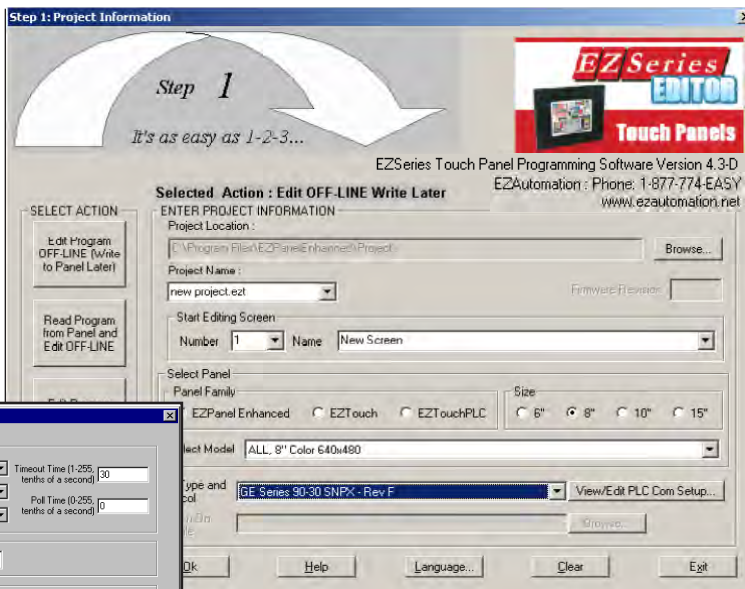 Step 1: Project Information
Step 1
It's as easy as 1-2-3...
EZSeries
EDITOR
Touch Panels
EZSeries Touch Panel Programming Software Version 4.3-D
EZAutomation : Phone: 1-877-774-EASY
www.ezautomation.net
Selected Action : Edit OFF-LINE Write Later
SELECT ACTION
Edit Program
OFF-LINE (Write
to Panel Later)
Read Program
from Panel and
Edit OFF-LINE
ENTER PROJECT INFORMATION
Project Location :
C:\Program Files\EZPanelEnhanced\Project\
Browse...
Project Name :
new project.ezt
Firmware Revision
Start Editing Screen
Number 1 Name New Screen
Select Panel
Panel Family
EZPanel Enhanced EZTouch EZTouchPLC
Size
6" 8" 10" 15"
Model ALL, 8" Color 640x480
Type and
GE Series 90-30 SNPX - Rev F
View/Edit PLC Com Setup...
Browse...
Ok Help Language... Clear Exit
Timeout Time (1-255,
tenths of a second) 30
Poll Time (0-255,
tenths of a second) 0